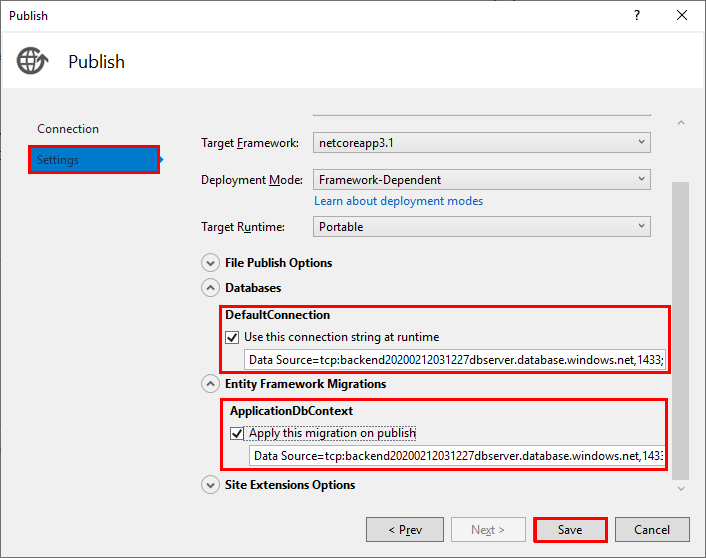 Publish
?
Publish
Connection
Settings
Target Framework:
netcoreapp3.1
Deployment Mode:
Framework-Dependent
Learn about deployment modes
Target Runtime:
Portable
File Publish Options
Databases
DefaultConnection
Use this connection string at runtime
Data Source=tcp:backend20200212031227dbserver.database.windows.net,1433;
Entity Framework Migrations
ApplicationDbContext
Apply this migration on publish
Data Source=tcp:backend20200212031227dbserver.database.windows.net,1433
Site Extensions Options
< Prev
Next >
Save
Cancel